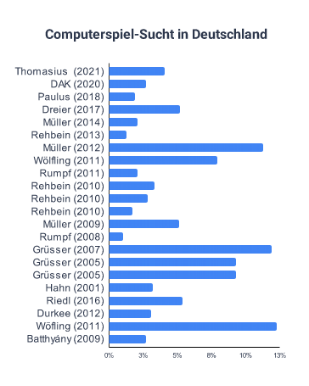 Computerspiel-Sucht in Deutschland
Thomasius (2021)
DAK (2020)
Paulus (2018)
Dreier (2017)
Müller (2014)
Rehbein (2013)
Müller (2012)
Wölfling (2011)
Rumpf (2011)
Rehbein (2010)
Rehbein (2010)
Rehbein (2010)
Müller (2009)
Rumpf (2008)
Grüsser (2007)
Grüsser (2005)
Grüsser (2005)
Hahn (2001)
Riedl (2016)
Durkee (2012)
Wöfling (2011)
Batthyány (2009)
0% 3% 5% 8% 10% 13%